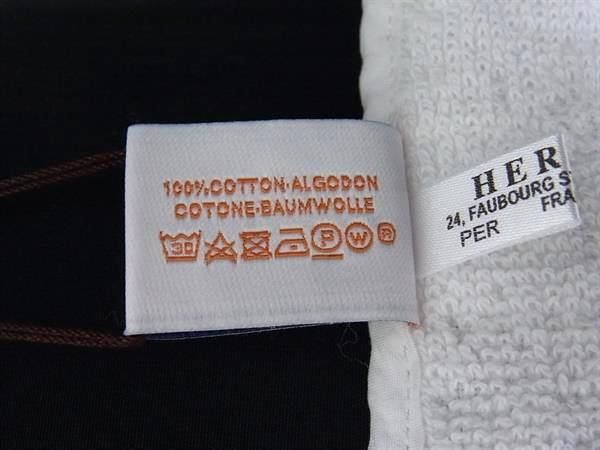 100% COTTON·ALGODON
COTONE·BAUMWOLLE
30 P W R
HER
24, FAUBOURG S
PER FRA